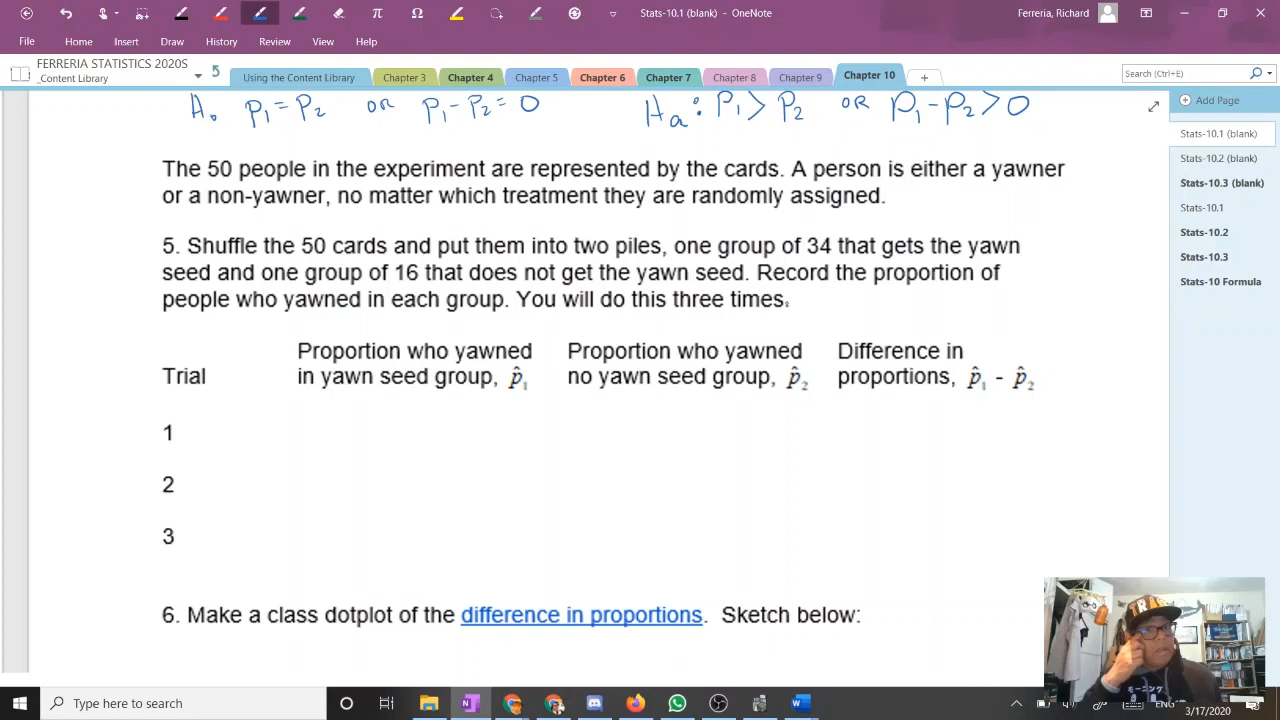 Stats-10.1 (blank) - OneNote
Ferreria, Richard
File Home Insert Draw History Review View Help
FERRERIA STATISTICS 2020S
_Content Library
Using the Content Library Chapter 3 Chapter 4 Chapter 5 Chapter 6 Chapter 7 Chapter 8 Chapter 9 Chapter 10 +
Search (Ctrl+E)
H₀ p₁ = p₂ OR p₁ - p₂ = 0 Hₐ: p₁ > p₂ OR p₁ - p₂ > 0
Add Page
Stats-10.1 (blank)
Stats-10.2 (blank)
Stats-10.3 (blank)
Stats-10.1
Stats-10.2
Stats-10.3
Stats-10 Formula
The 50 people in the experiment are represented by the cards. A person is either a yawner
or a non-yawner, no matter which treatment they are randomly assigned.
5. Shuffle the 50 cards and put them into two piles, one group of 34 that gets the yawn
seed and one group of 16 that does not get the yawn seed. Record the proportion of
people who yawned in each group. You will do this three times.
Proportion who yawned Proportion who yawned Difference in
Trial in yawn seed group, p̂₁ no yawn seed group, p̂₂ proportions, p̂₁ - p̂₂
1
2
3
6. Make a class dotplot of the difference in proportions. Sketch below:
Type here to search
ENG
3/17/2020